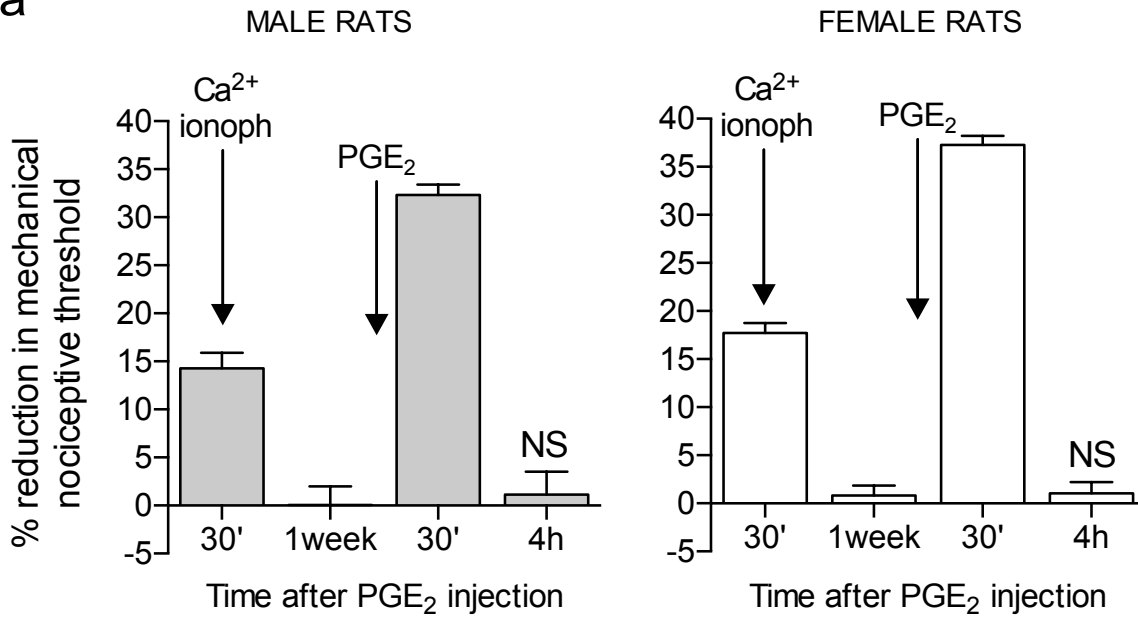 a
MALE RATS
% reduction in mechanical
nociceptive threshold
40
35
30
25
20
15
10
5
0
-5
Ca²⁺
ionoph
PGE₂
NS
30' 1week 30' 4h
Time after PGE₂ injection
FEMALE RATS
40
35
30
25
20
15
10
5
0
-5
Ca²⁺
ionoph
PGE₂
NS
30' 1week 30' 4h
Time after PGE₂ injection